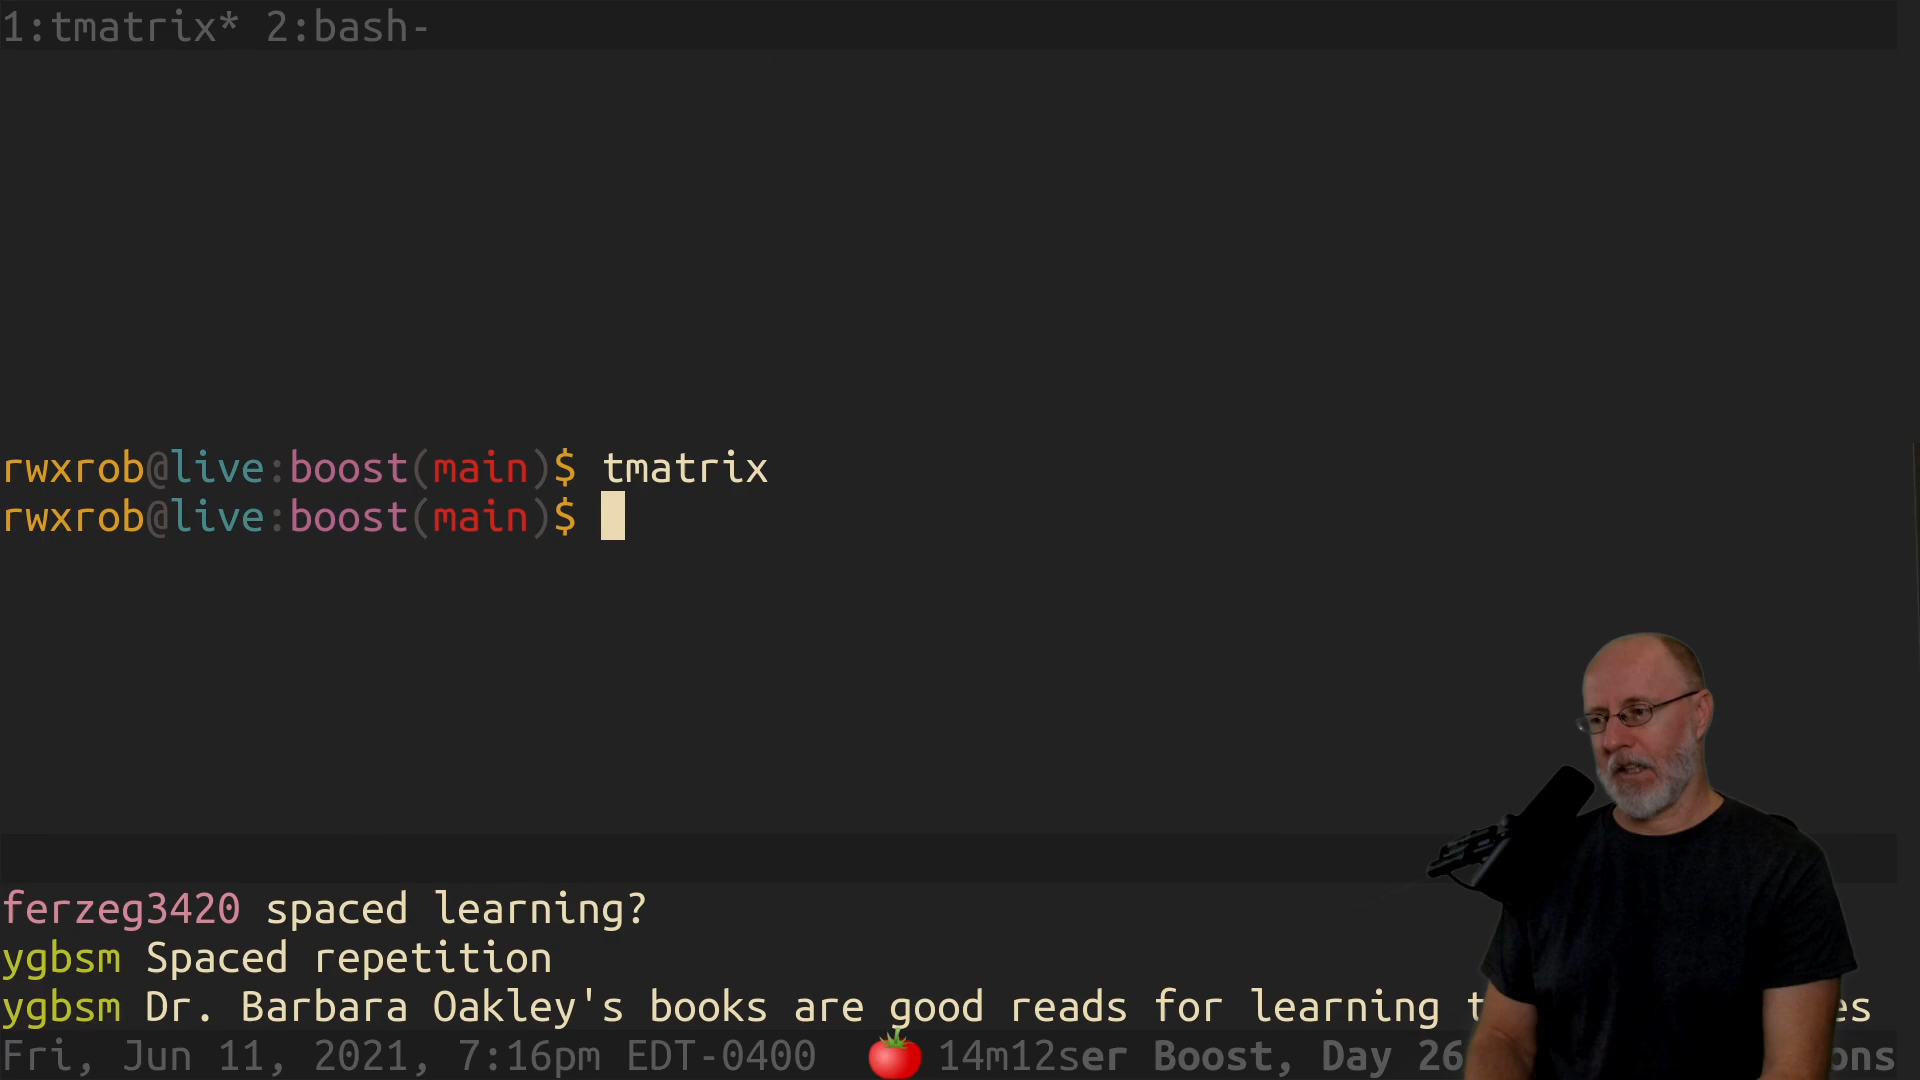 1:tmatrix* 2:bash-
rwxrob@live:boost(main)$ tmatrix
rwxrob@live:boost(main)$
ferzeg3420 spaced learning?
ygbsm Spaced repetition
ygbsm Dr. Barbara Oakley's books are good reads for learning
Fri, Jun 11, 2021, 7:16pm EDT-0400 14m12ser Boost, Day 26